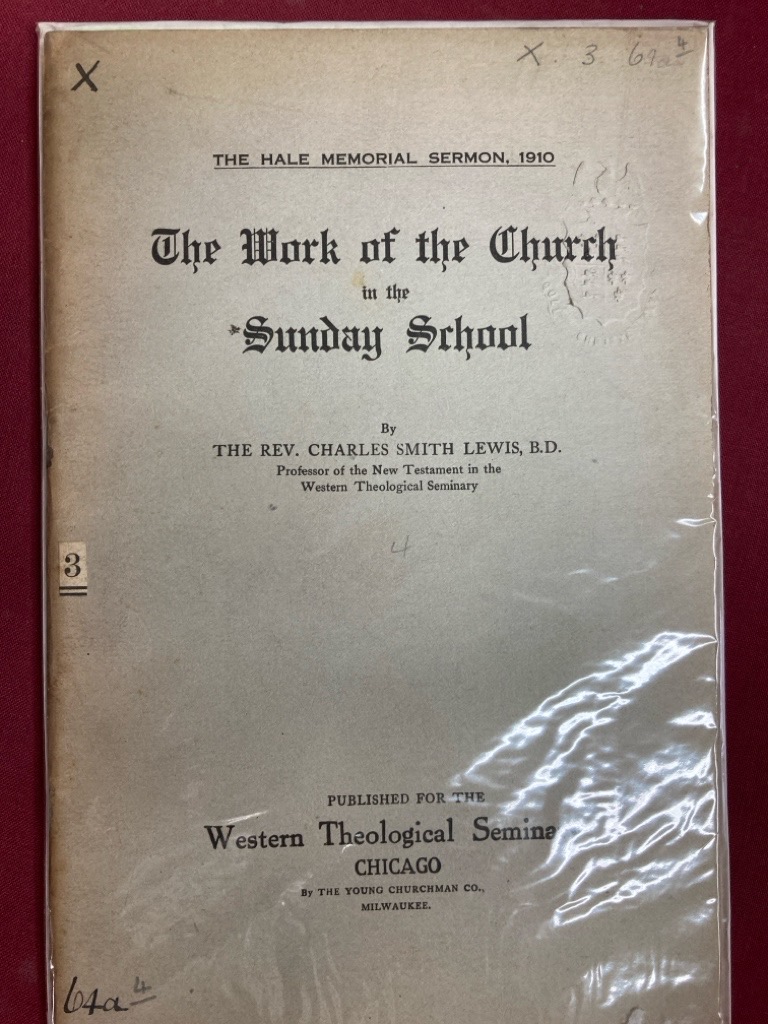 X
X. 3 64a4
THE HALE MEMORIAL SERMON, 1910
The Work of the Church
in the
Sunday School
By
THE REV. CHARLES SMITH LEWIS, B.D.
Professor of the New Testament in the
Western Theological Seminary
4
3
PUBLISHED FOR THE
Western Theological Semina
CHICAGO
By THE YOUNG CHURCHMAN CO.,
MILWAUKEE.
64a4